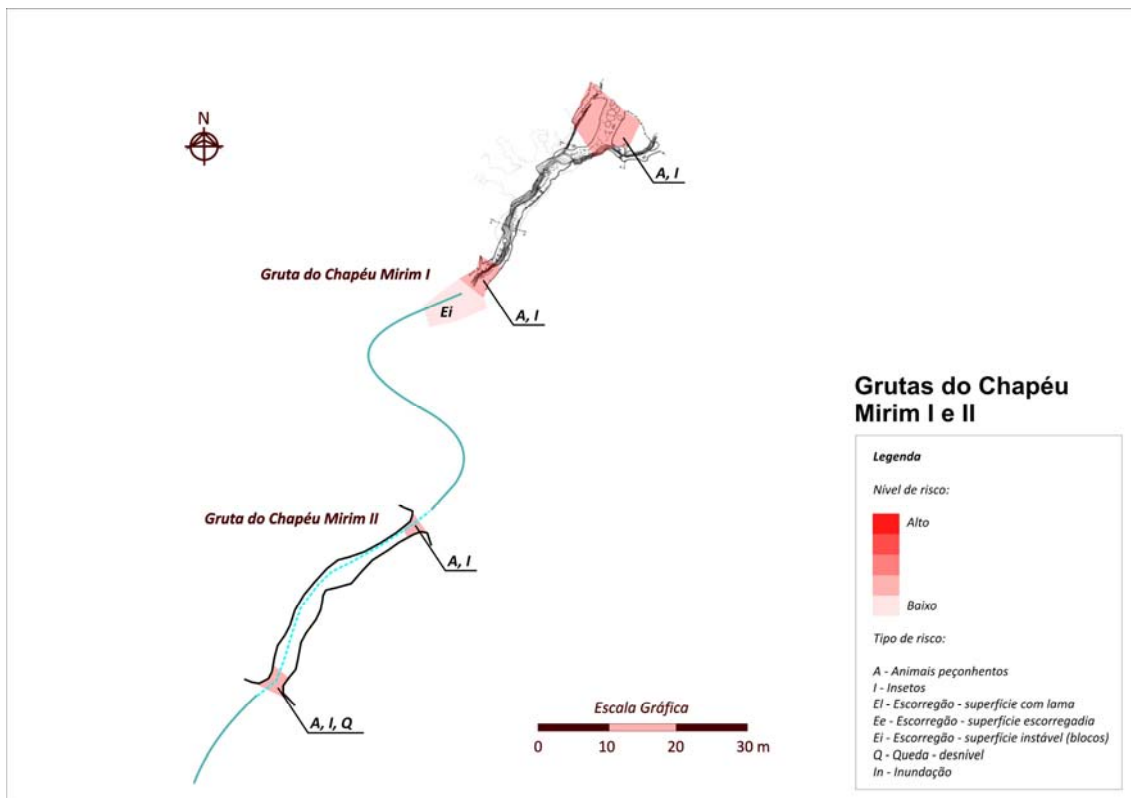 N
A, I
Gruta do Chapéu Mirim I
A, I
Ei
Gruta do Chapéu Mirim II
A, I
A, I, Q
Escala Gráfica
0 10 20 30 m
Grutas do Chapéu
Mirim I e II
Legenda
Nível de risco:
Alto
Baixo
Tipo de risco:
A - Animais peçonhentos
I - Insetos
El - Escorregão - superfície com lama
Ee - Escorregão - superfície escorregadia
Ei - Escorregão - superfície instável (blocos)
Q - Queda - desnível
In - Inundação